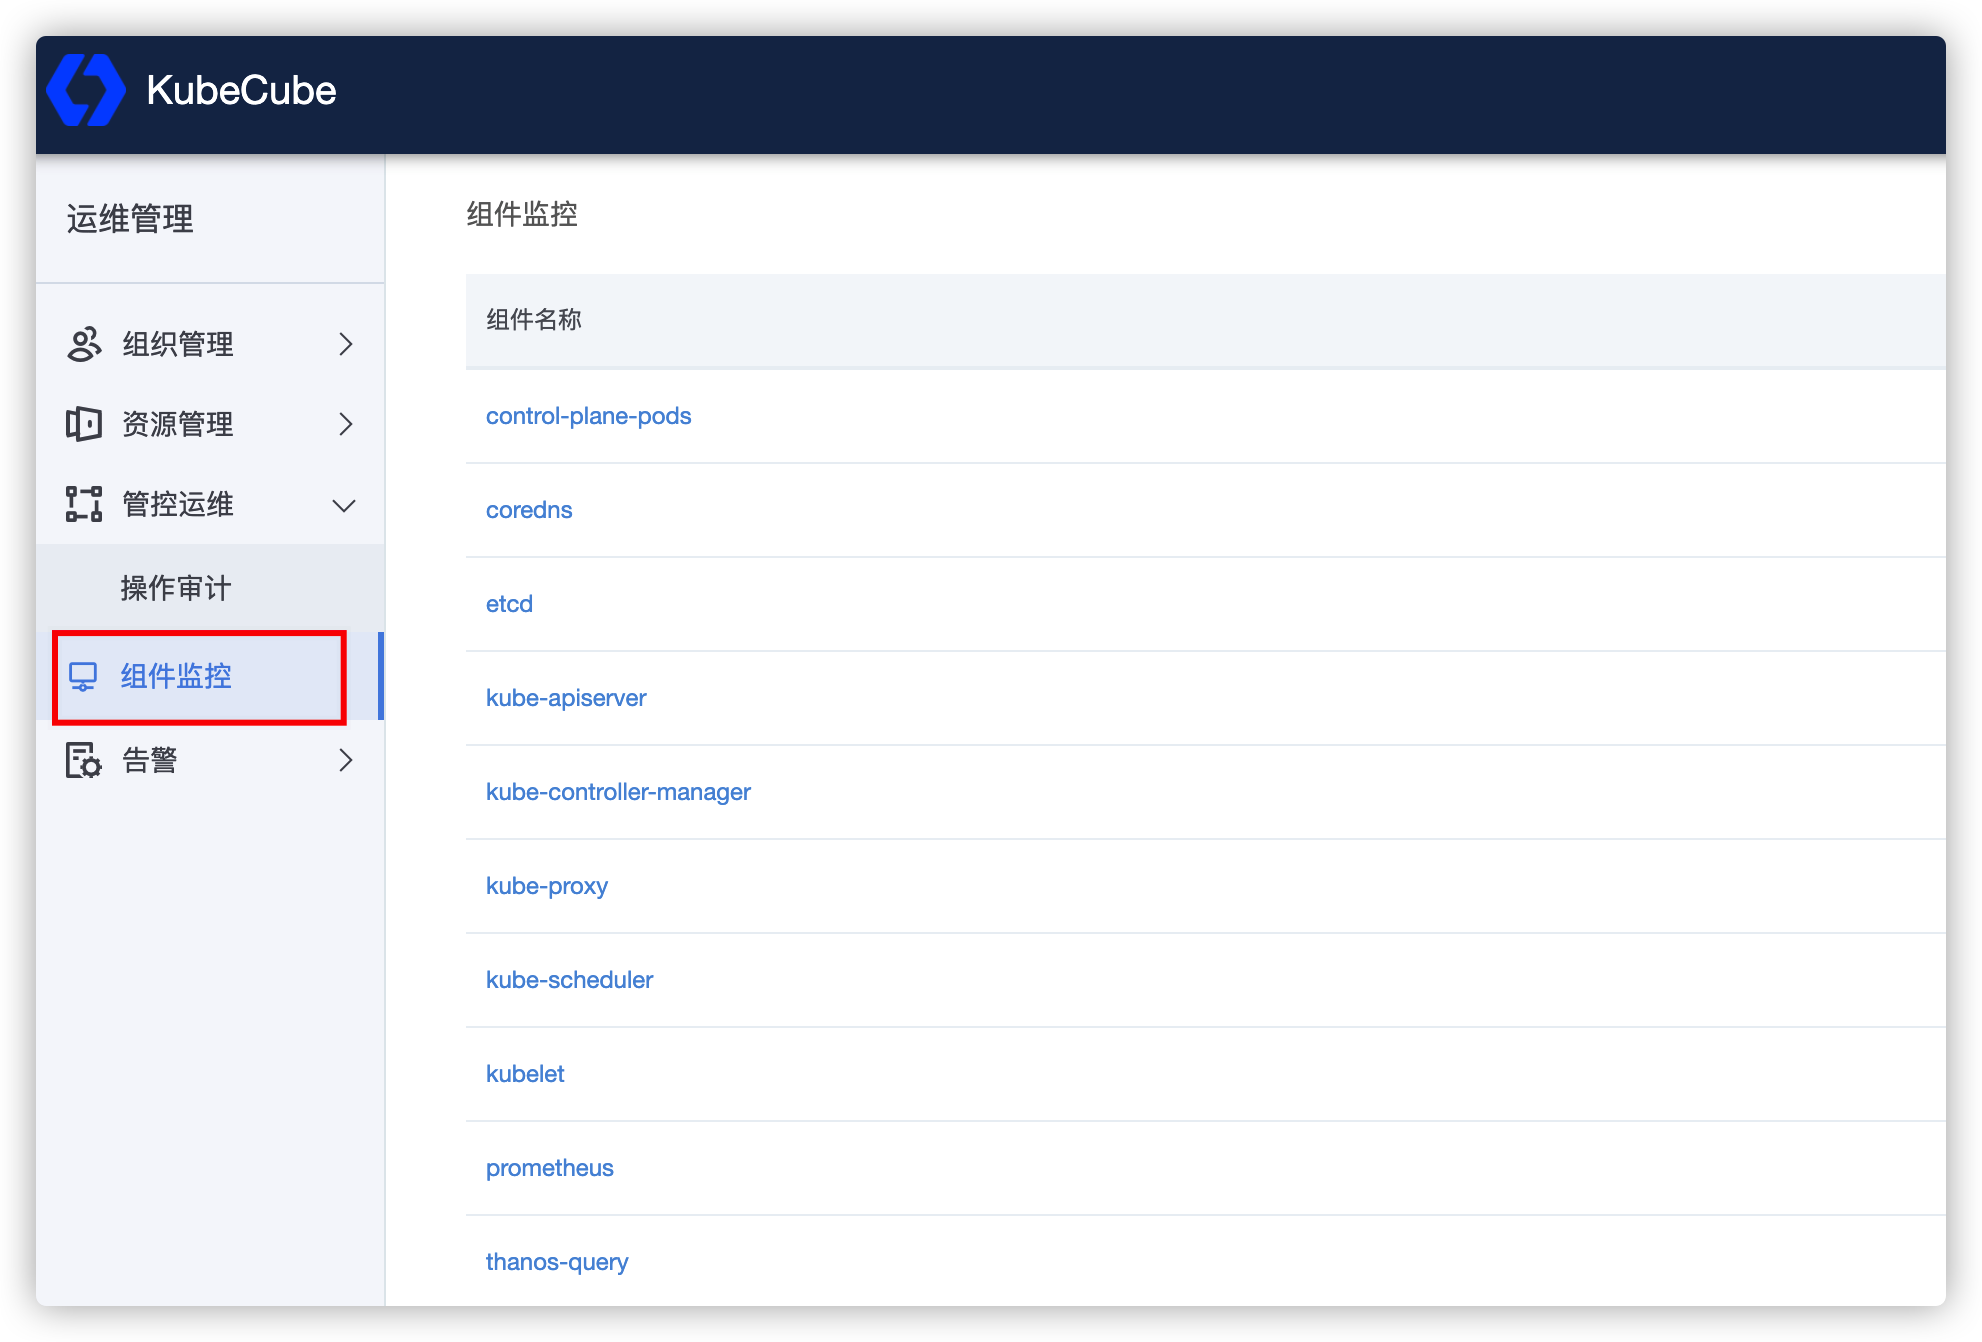 KubeCube
运维管理
组织管理
资源管理
管控运维
操作审计
组件监控
告警
组件监控
组件名称
control-plane-pods
coredns
etcd
kube-apiserver
kube-controller-manager
kube-proxy
kube-scheduler
kubelet
prometheus
thanos-query